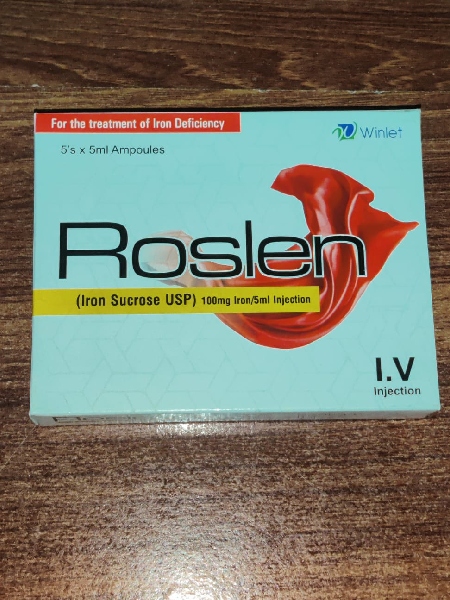 For the treatment of Iron Deficiency
Winlet
5's x 5ml Ampoules
Roslen
(Iron Sucrose USP) 100mg Iron/5ml Injection
I.V
Injection